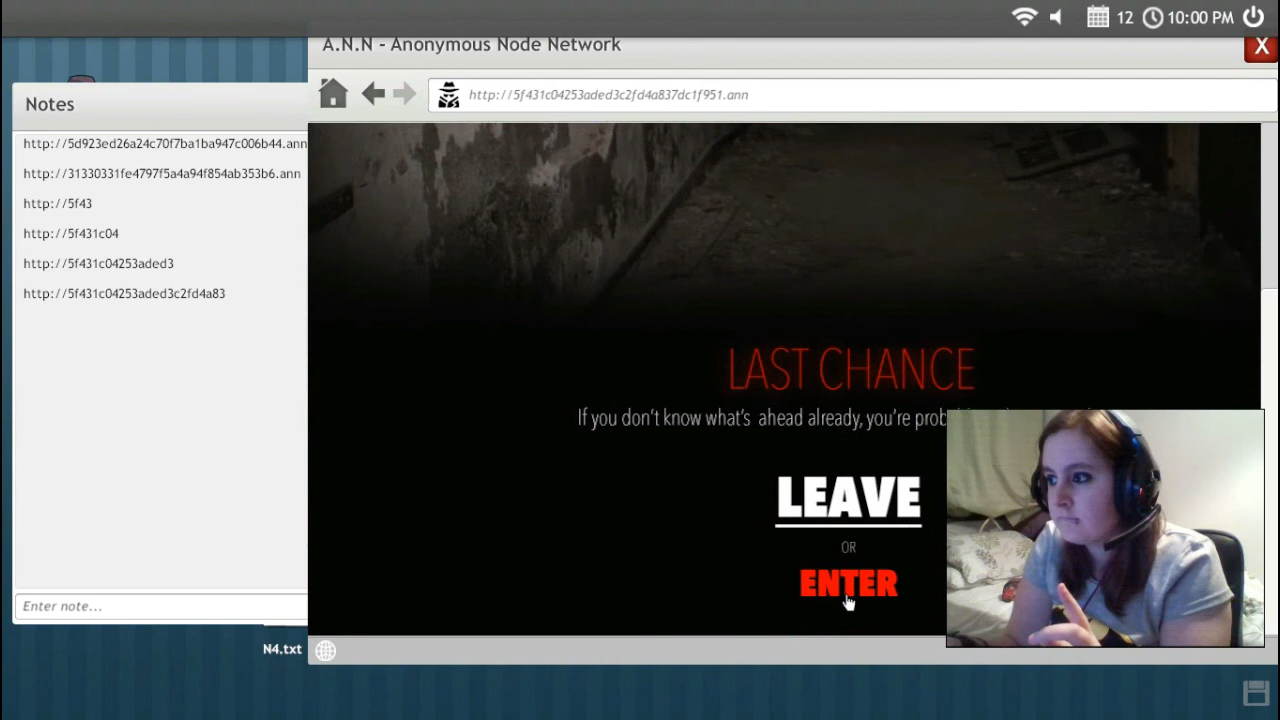 12 10:00 PM
A.N.N - Anonymous Node Network
X
http://5f431c04253aded3c2fd4a837dc1f951.ann
Notes
http://5d923ed26a24c70f7ba1ba947c006b44.ann
http://31330331fe4797f5a4a94f854ab353b6.ann
http://5f43
http://5f431c04
http://5f431c04253aded3
http://5f431c04253aded3c2fd4a83
Enter note...
LAST CHANCE
If you don't know what's ahead already, you're
LEAVE
OR
ENTER
N4.txt